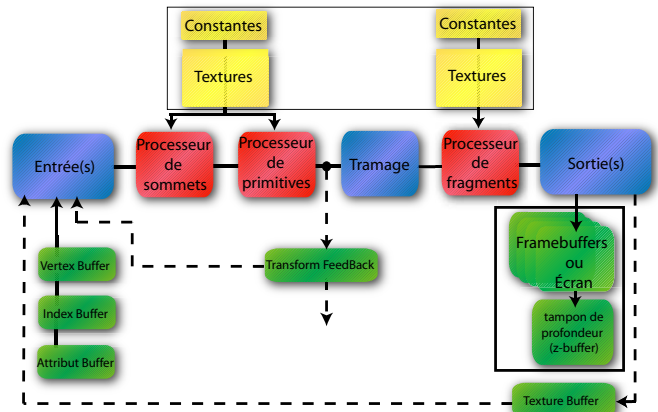 Constantes
Constantes
Textures
Textures
Entrée(s)
Processeur
de
sommets
Processeur
de
primitives
Tramage
Processeur
de
fragments
Sortie(s)
Vertex Buffer
Index Buffer
Attribut Buffer
Transform FeedBack
Framebuffers
ou
Écran
tampon de
profondeur
(z-buffer)
Texture Buffer